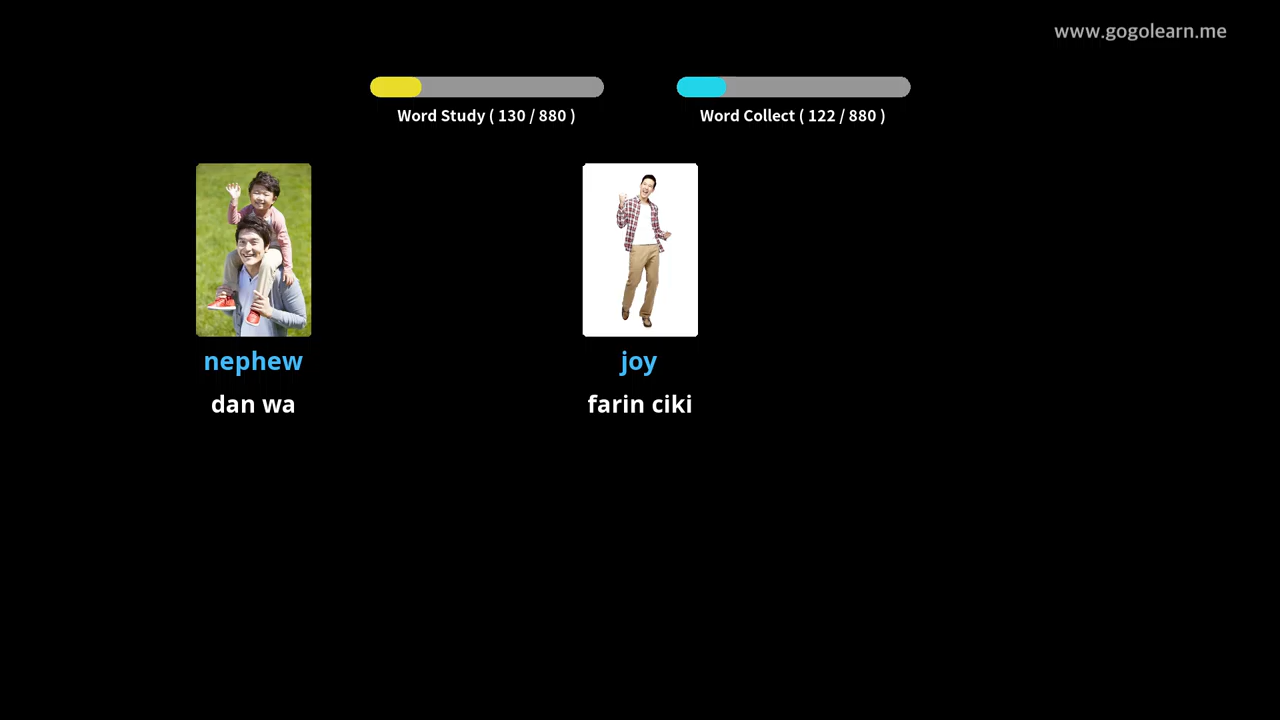 www.gogolearn.me
Word Study ( 130 / 880 )
Word Collect ( 122 / 880 )
nephew
dan wa
joy
farin ciki